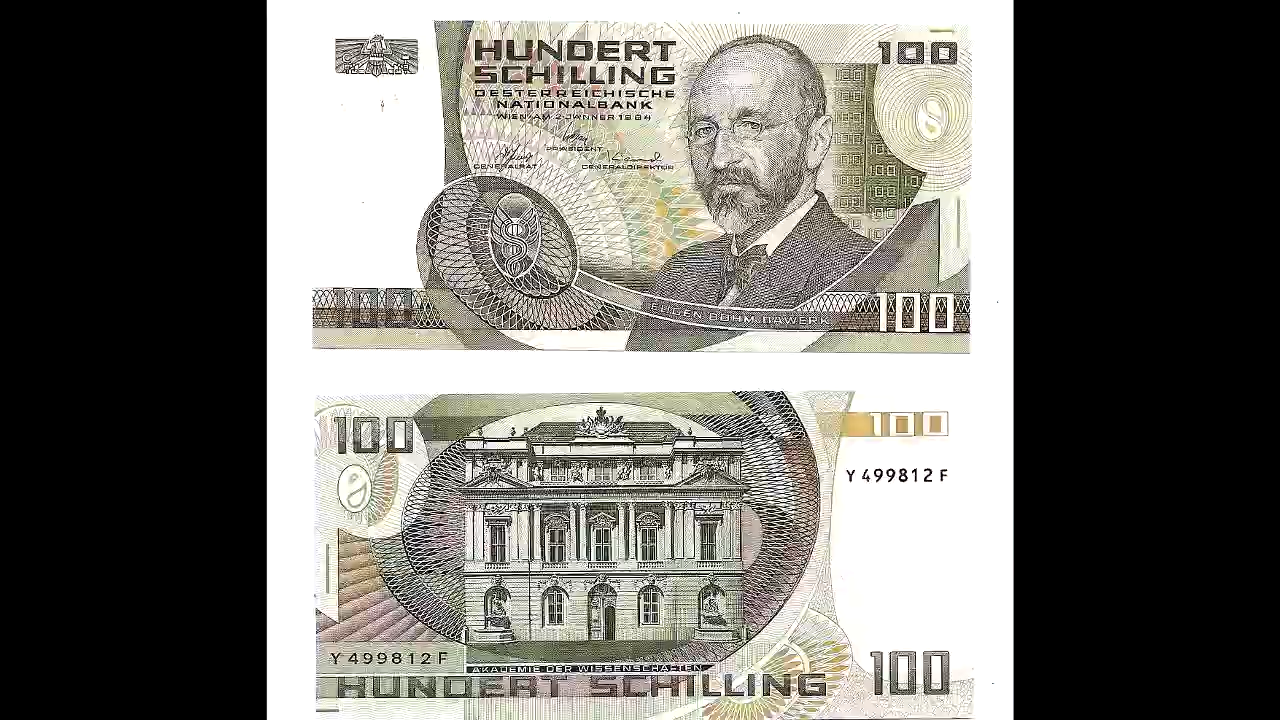 HUNDERT
SCHILLING
100
OESTERREICHISCHE
NATIONALBANK
WIEN AM 2. JÄNNER 1984
PRÄSIDENT
GENERALRAT
GENERALDIREKTOR
100
EUGEN BÖHM BAWERK
100
100
100
Y 499812 F
Y 499812 F
AKADEMIE DER WISSENSCHAFTEN
HUNDERT SCHILLING
100